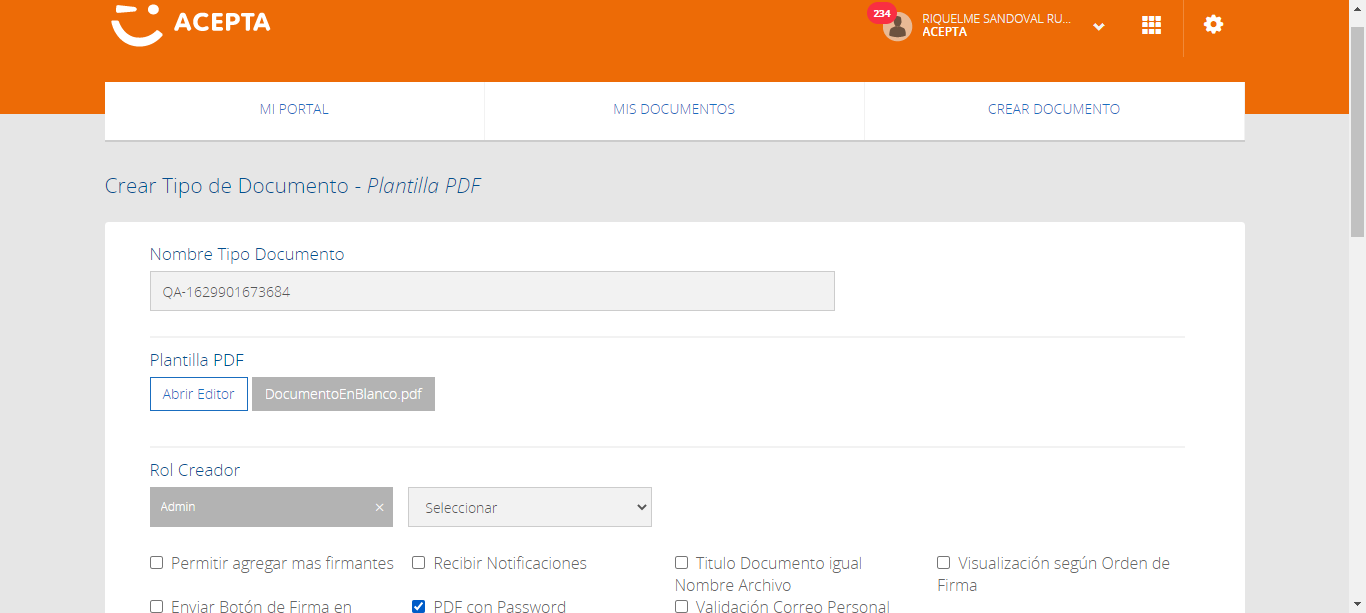 ACEPTA
234
RIQUELME SANDOVAL RU...
ACEPTA
MI PORTAL
MIS DOCUMENTOS
CREAR DOCUMENTO
Crear Tipo de Documento - Plantilla PDF
Nombre Tipo Documento
QA-1629901673684
Plantilla PDF
Abrir Editor
DocumentoEnBlanco.pdf
Rol Creador
Admin ×
Seleccionar
Permitir agregar mas firmantes
Recibir Notificaciones
Titulo Documento igual
Nombre Archivo
Visualización según Orden de
Firma
Enviar Botón de Firma en
PDF con Password
Validación Correo Personal